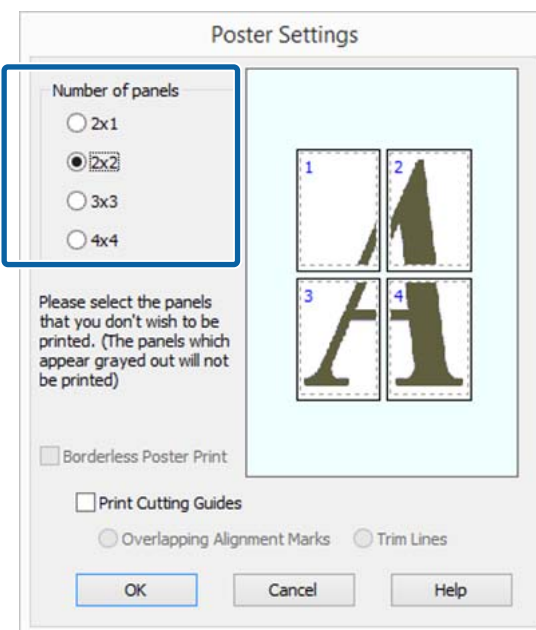 Poster Settings
Number of panels
2x1
2x2
3x3
4x4
1
2
3
4
A
Please select the panels
that you don't wish to be
printed. (The panels which
appear grayed out will not
be printed)
Borderless Poster Print
Print Cutting Guides
Overlapping Alignment Marks
Trim Lines
OK
Cancel
Help